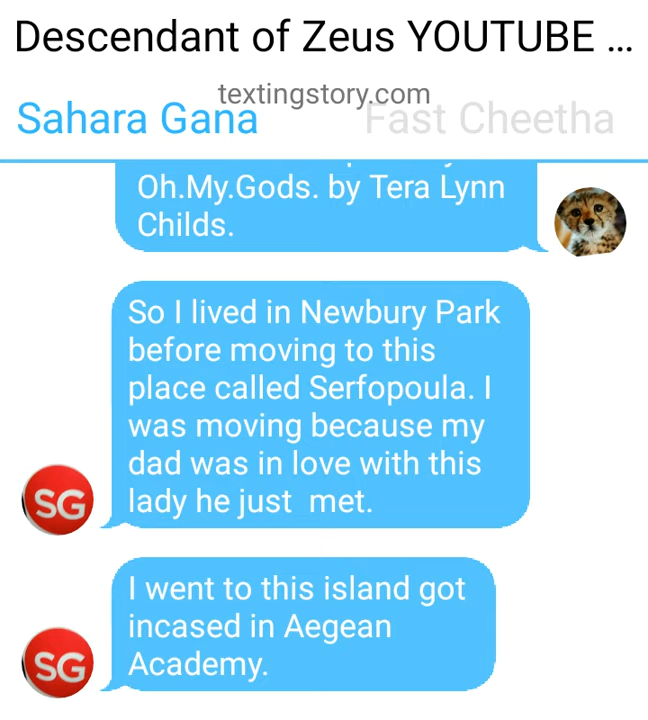 Descendant of Zeus YOUTUBE ...
textingstory.com
Sahara Gana
Fast Cheetha
Oh.My.Gods. by Tera Lynn
Childs.
So I lived in Newbury Park
before moving to this
place called Serfopoula. I
was moving because my
dad was in love with this
lady he just  met.
SG
I went to this island got
incased in Aegean
Academy.
SG